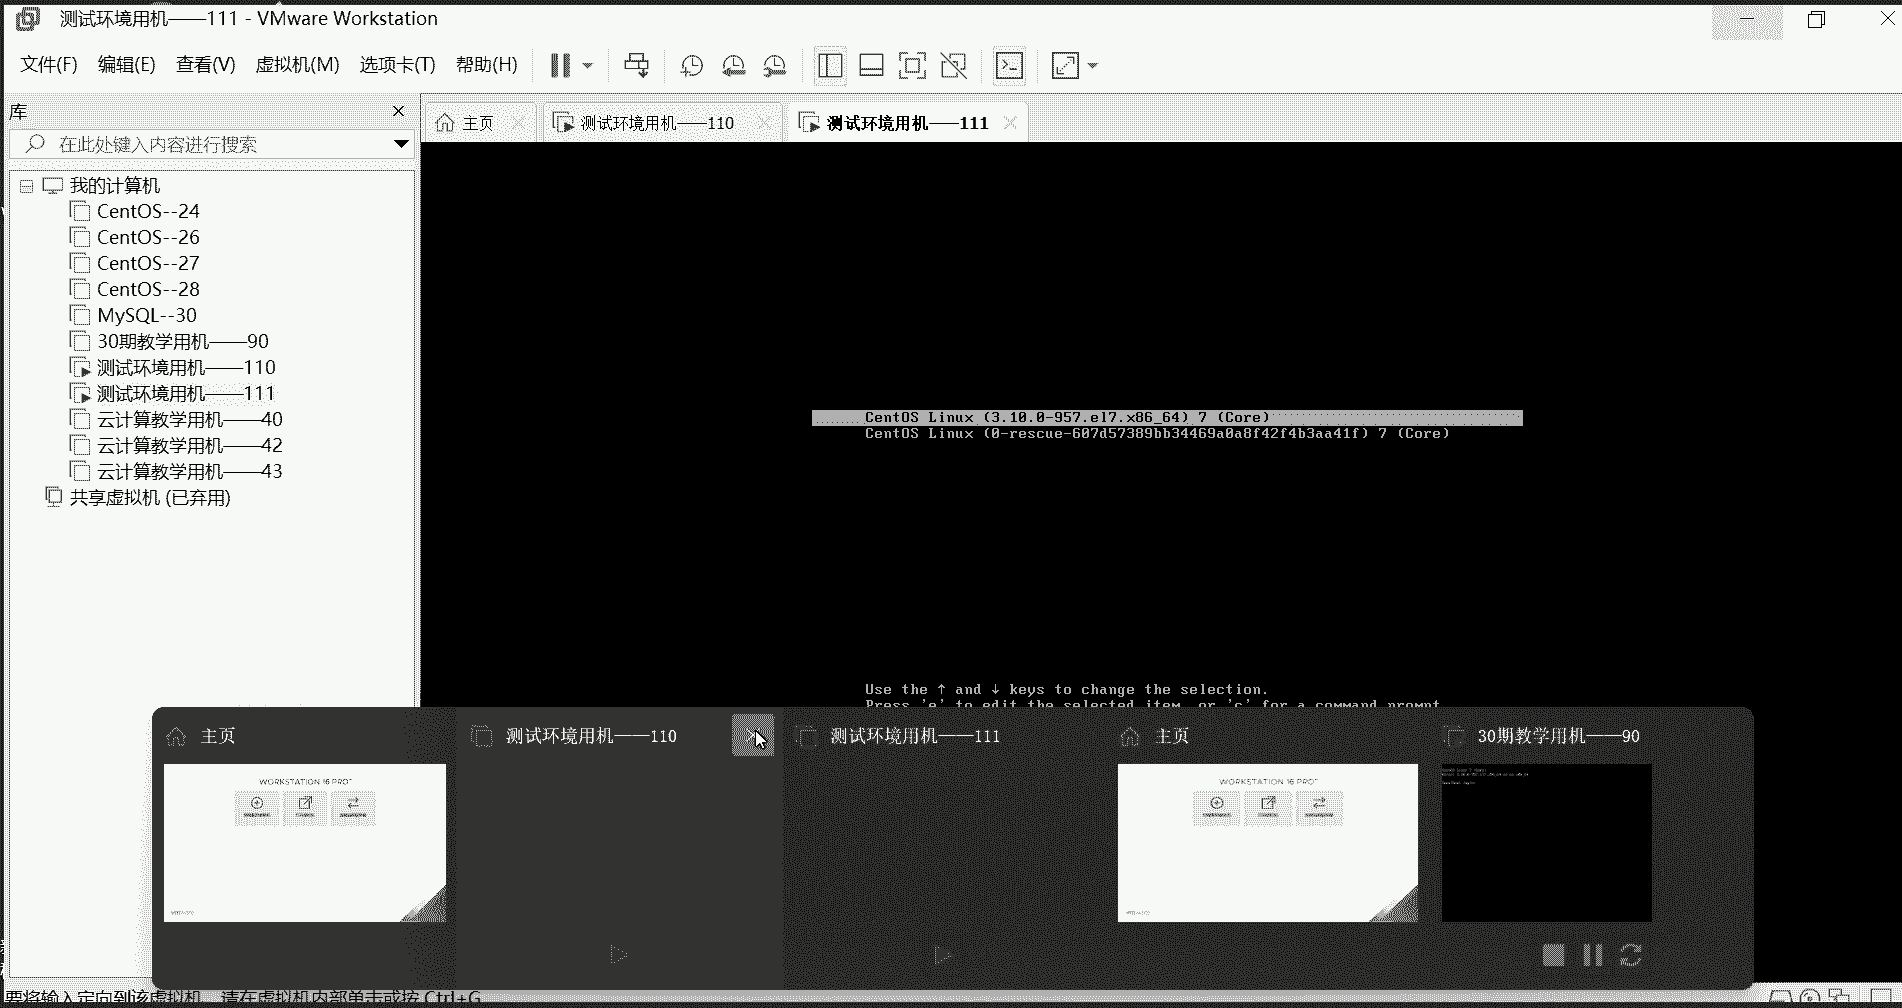 测试环境用机——111 - VMware Workstation
文件(F) 编辑(E) 查看(V) 虚拟机(M) 选项卡(T) 帮助(H)
库
在此处键入内容进行搜索
我的计算机
CentOS--24
CentOS--26
CentOS--27
CentOS--28
MySQL--30
30期教学用机——90
测试环境用机——110
测试环境用机——111
云计算教学用机——40
云计算教学用机——42
云计算教学用机——43
共享虚拟机 (已弃用)
主页 测试环境用机——110 测试环境用机——111
CentOS Linux (3.10.0-957.el7.x86_64) 7 (Core)
CentOS Linux (0-rescue-607d57389bb34469a0a8f42f4b3aa41f) 7 (Core)
Use the ↑ and ↓ keys to change the selection.
Press 'e' to edit the selected item, or 'c' for a command prompt.
主页 测试环境用机——110 测试环境用机——111 主页 30期教学用机——90
WORKSTATION 16 PRO™
WORKSTATION 16 PRO™
要将输入定向到该虚拟机，请在虚拟机内部单击或按 Ctrl+G